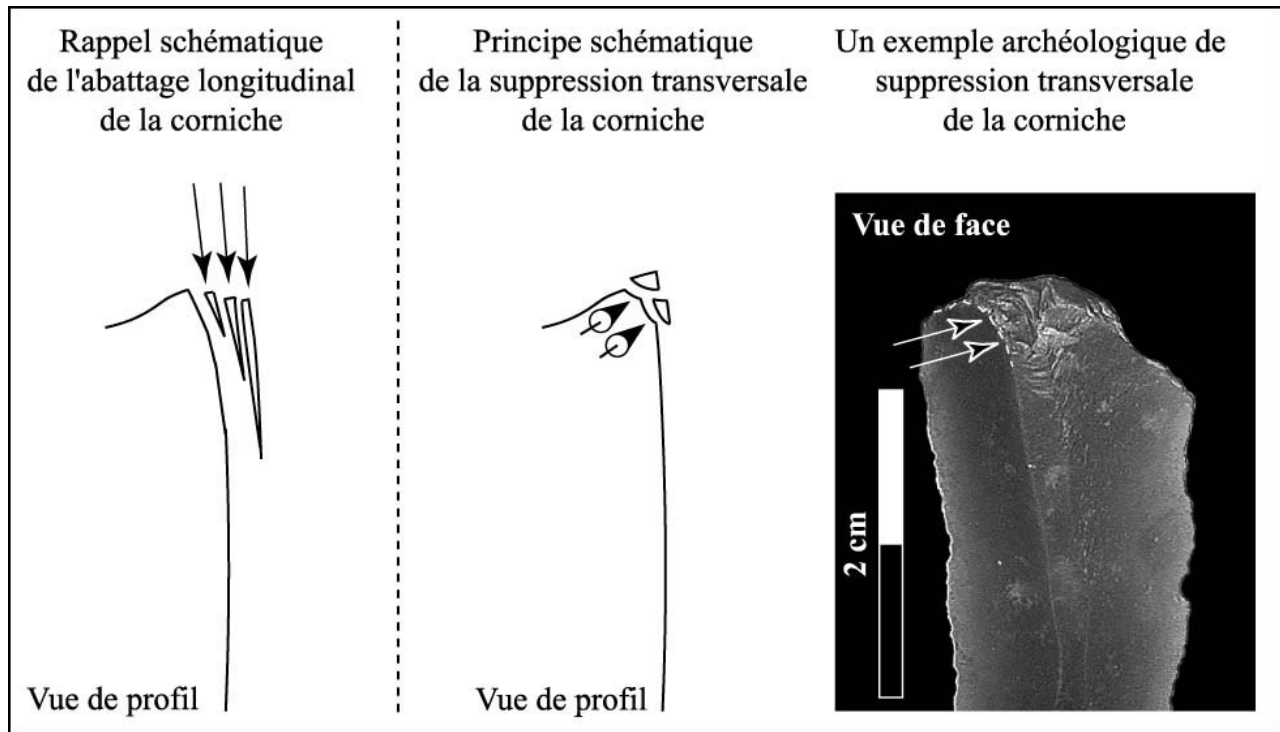 Rappel schématique
de l'abattage longitudinal
de la corniche
Vue de profil
Principe schématique
de la suppression transversale
de la corniche
Vue de profil
Un exemple archéologique de
suppression transversale
de la corniche
Vue de face
2 cm